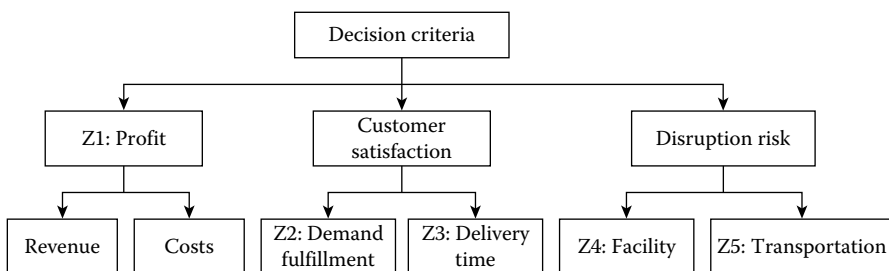 Decision criteria
Z1: Profit
Customer
satisfaction
Disruption risk
Revenue
Costs
Z2: Demand
fulfillment
Z3: Delivery
time
Z4: Facility
Z5: Transportation